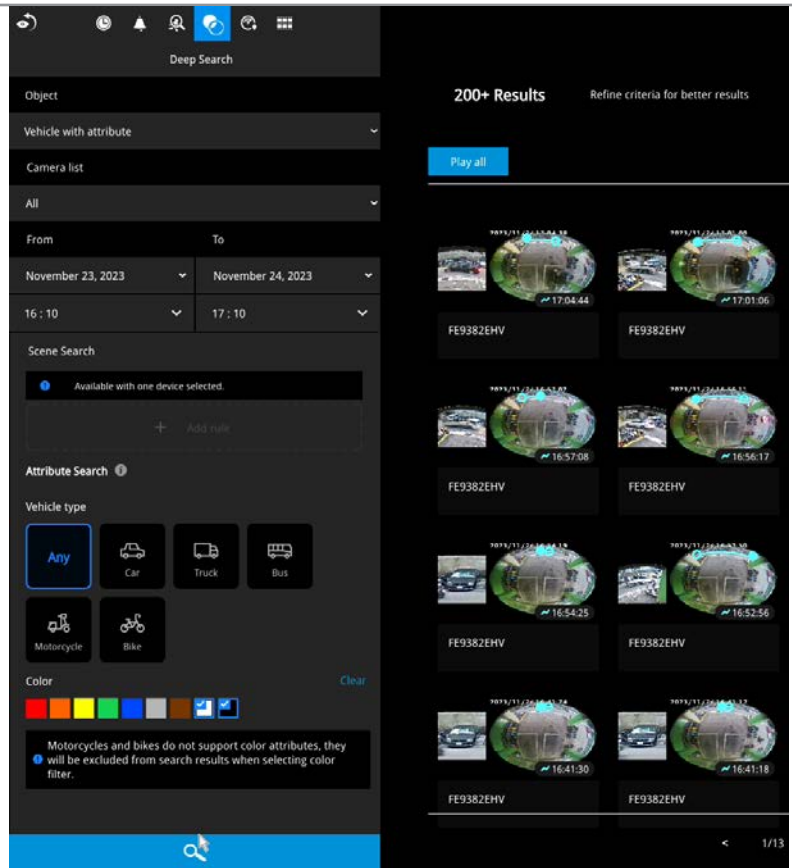 Deep Search
Object
Vehicle with attribute
Camera list
All
From To
November 23, 2023 November 24, 2023
16 : 10 17 : 10
Scene Search
Available with one device selected.
+ Add rule
Attribute Search
Vehicle type
Any
Car
Truck
Bus
Motorcycle
Bike
Color Clear
Motorcycles and bikes do not support color attributes, they
will be excluded from search results when selecting color
filter.
200+ Results Refine criteria for better results
Play all
17:04:44 17:01:06
FE9382EHV FE9382EHV
16:57:08 16:56:17
FE9382EHV FE9382EHV
16:54:25 16:52:56
FE9382EHV FE9382EHV
16:41:30 16:41:18
FE9382EHV FE9382EHV
< 1/13